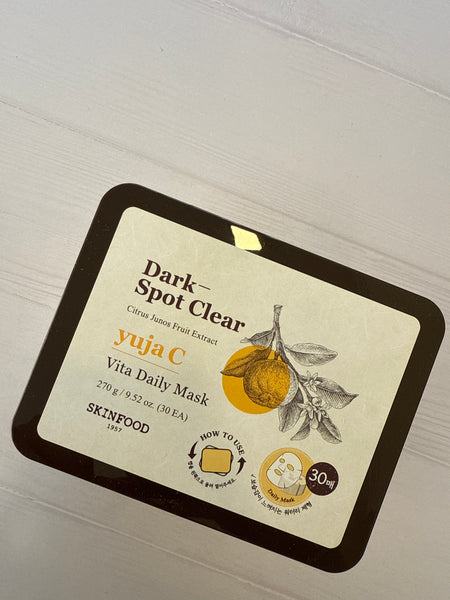 Dark-
Spot Clear
Citrus Junos Fruit Extract
yuja C
Vita Daily Mask
270 g / 9.52 oz. (30 EA)
SKINFOOD
1957
HOW TO USE
Daily Mask
30매